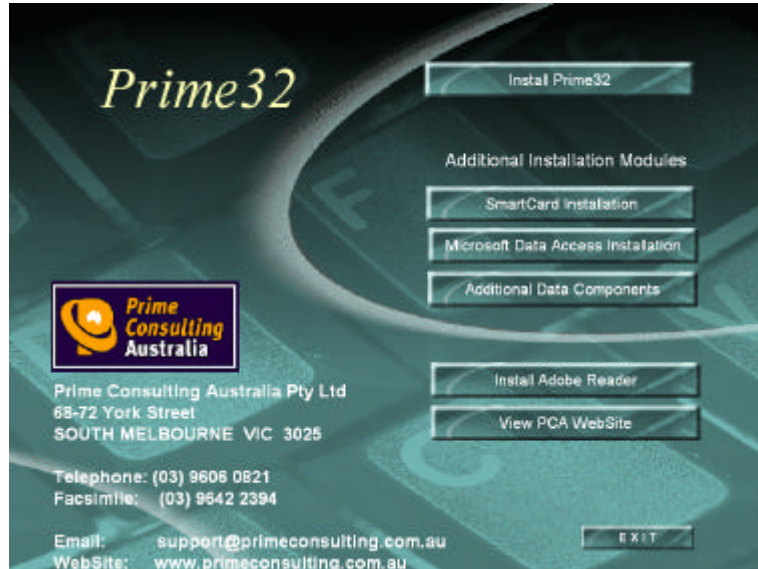 Prime32
Install Prime32
Additional Installation Modules
SmartCard Installation
Microsoft Data Access Installation
Additional Data Components
Prime
Consulting
Australia
Prime Consulting Australia Pty Ltd
68-72 York Street
SOUTH MELBOURNE VIC 3025
Telephone: (03) 9606 0821
Facsimile: (03) 9642 2394
Email: support@primeconsulting.com.au
WebSite: www.primeconsulting.com.au
Install Adobe Reader
View PCA WebSite
EXIT
R
G
F
C